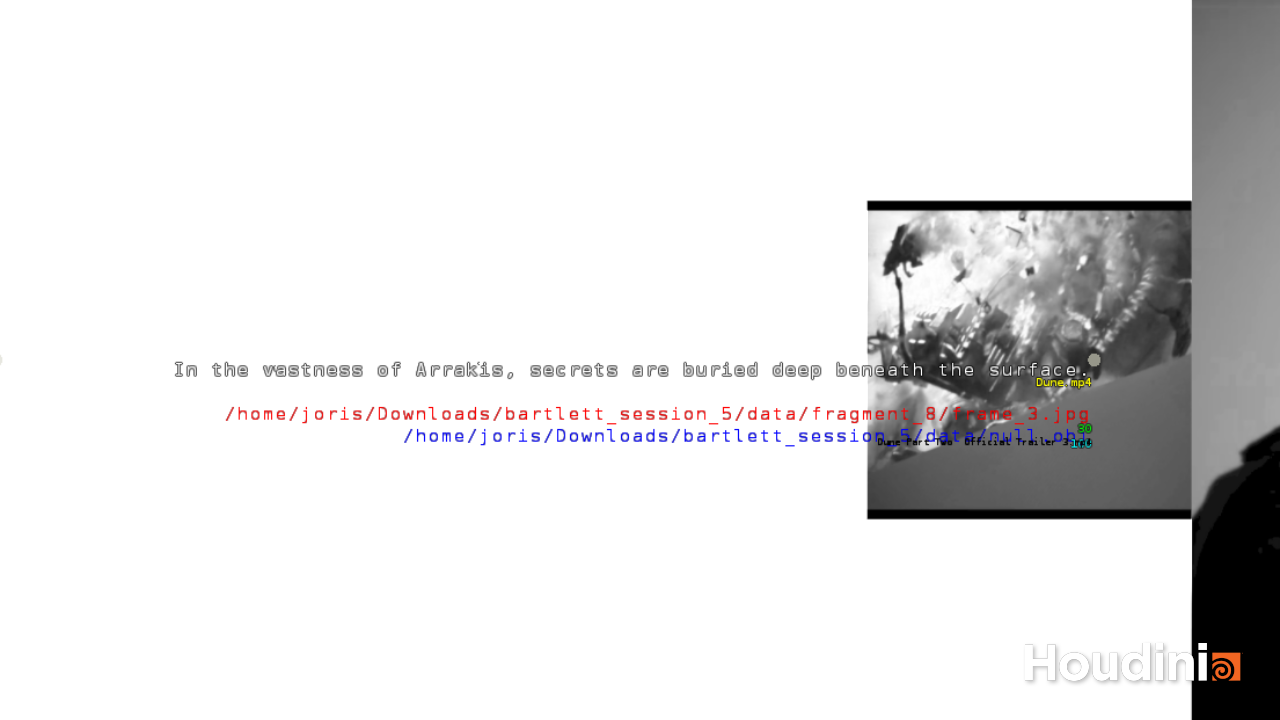 In the vastness of Arrakis, secrets are buried deep beneath the surface.
Dune.mp4
/home/joris/Downloads/bartlett_session_5/data/fragment_8/frame_3.jpg
30
/home/joris/Downloads/bartlett_session_5/data/null.obj
Dune Part Two Official Trailer 3
Houdini